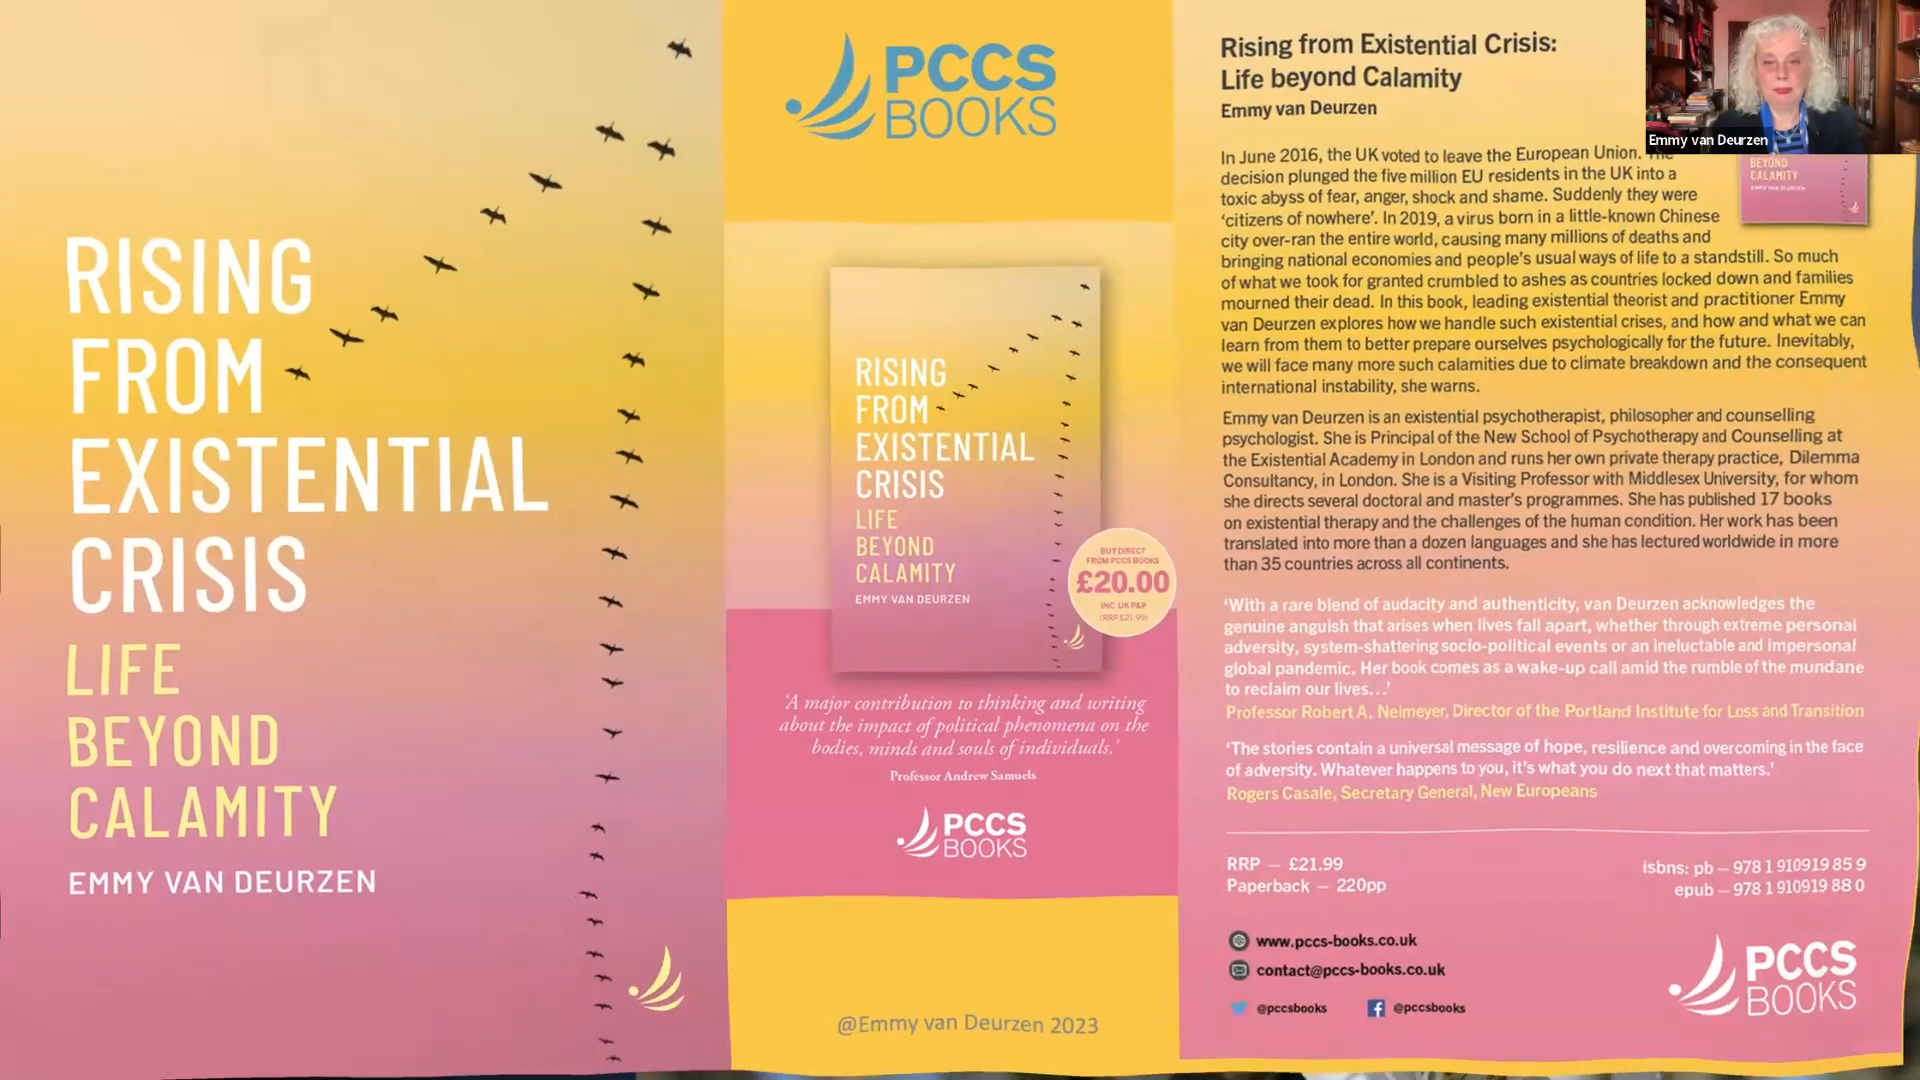 RISING
FROM
EXISTENTIAL
CRISIS
LIFE
BEYOND
CALAMITY
EMMY VAN DEURZEN
PCCS
BOOKS
RISING
FROM
EXISTENTIAL
CRISIS
LIFE
BEYOND
CALAMITY
EMMY VAN DEURZEN
BUY DIRECT
FROM PCCS BOOKS
£20.00
INC UK P&P
(RRP £21.99)
‘A major contribution to thinking and writing
about the impact of political phenomena on the
bodies, minds and souls of individuals.’
Professor Andrew Samuels
PCCS
BOOKS
@Emmy van Deurzen 2023
Rising from Existential Crisis:
Life beyond Calamity
Emmy van Deurzen
Emmy van Deurzen
BEYOND
CALAMITY
EMMY VAN DEURZEN
In June 2016, the UK voted to leave the European Union. The
decision plunged the five million EU residents in the UK into a
toxic abyss of fear, anger, shock and shame. Suddenly they were
‘citizens of nowhere’. In 2019, a virus born in a little-known Chinese
city over-ran the entire world, causing many millions of deaths and
bringing national economies and people’s usual ways of life to a standstill. So much
of what we took for granted crumbled to ashes as countries locked down and families
mourned their dead. In this book, leading existential theorist and practitioner Emmy
van Deurzen explores how we handle such existential crises, and how and what we can
learn from them to better prepare ourselves psychologically for the future. Inevitably,
we will face many more such calamities due to climate breakdown and the consequent
international instability, she warns.
Emmy van Deurzen is an existential psychotherapist, philosopher and counselling
psychologist. She is Principal of the New School of Psychotherapy and Counselling at
the Existential Academy in London and runs her own private therapy practice, Dilemma
Consultancy, in London. She is a Visiting Professor with Middlesex University, for whom
she directs several doctoral and master’s programmes. She has published 17 books
on existential therapy and the challenges of the human condition. Her work has been
translated into more than a dozen languages and she has lectured worldwide in more
than 35 countries across all continents.
‘With a rare blend of audacity and authenticity, van Deurzen acknowledges the
genuine anguish that arises when lives fall apart, whether through extreme personal
adversity, system-shattering socio-political events or an ineluctable and impersonal
global pandemic. Her book comes as a wake-up call amid the rumble of the mundane
to reclaim our lives…’
Professor Robert A. Neimeyer, Director of the Portland Institute for Loss and Transition
‘The stories contain a universal message of hope, resilience and overcoming in the face
of adversity. Whatever happens to you, it’s what you do next that matters.’
Rogers Casale, Secretary General, New Europeans
RRP – £21.99
Paperback – 220pp
isbns: pb – 978 1 910919 85 9
epub – 978 1 910919 88 0
www.pccs-books.co.uk
contact@pccs-books.co.uk
@pccsbooks
@pccsbooks
PCCS
BOOKS